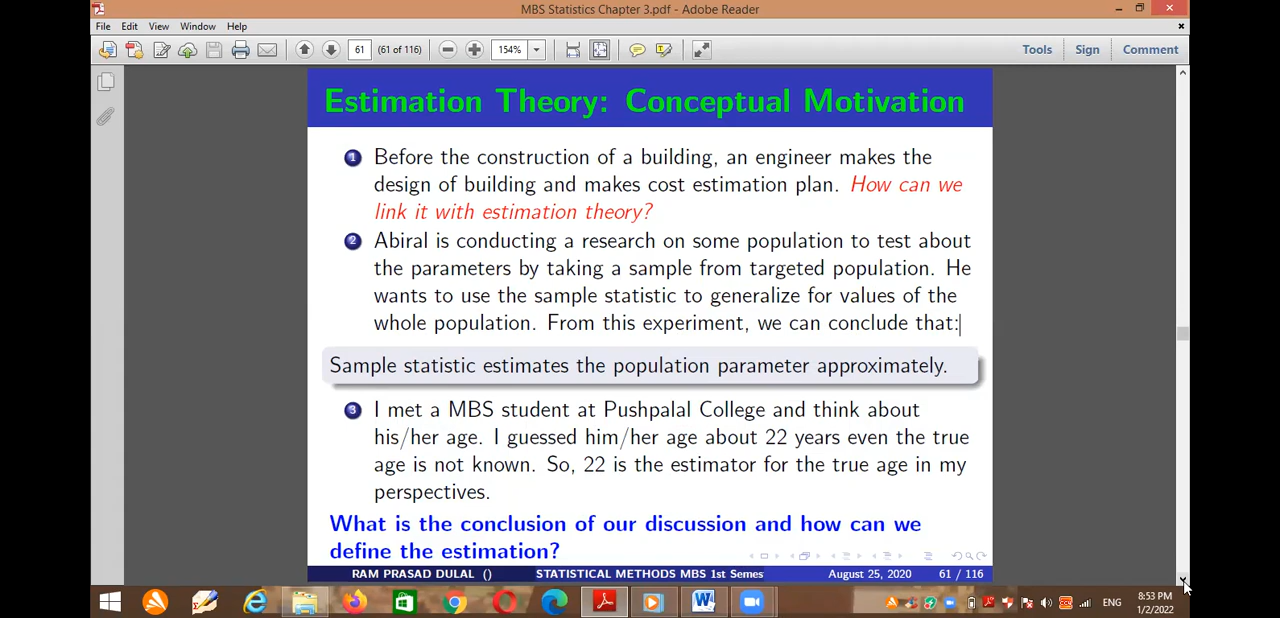 MBS Statistics Chapter 3.pdf - Adobe Reader
File Edit View Window Help
61 (61 of 116) 154% Tools Sign Comment
Estimation Theory: Conceptual Motivation
1 Before the construction of a building, an engineer makes the
design of building and makes cost estimation plan. How can we
link it with estimation theory?
2 Abiral is conducting a research on some population to test about
the parameters by taking a sample from targeted population. He
wants to use the sample statistic to generalize for values of the
whole population. From this experiment, we can conclude that:
Sample statistic estimates the population parameter approximately.
3 I met a MBS student at Pushpalal College and think about
his/her age. I guessed him/her age about 22 years even the true
age is not known. So, 22 is the estimator for the true age in my
perspectives.
What is the conclusion of our discussion and how can we
define the estimation?
RAM PRASAD DULAL () STATISTICAL METHODS MBS 1st Semest August 25, 2020 61 / 116
ENG 8:53 PM
1/2/2022